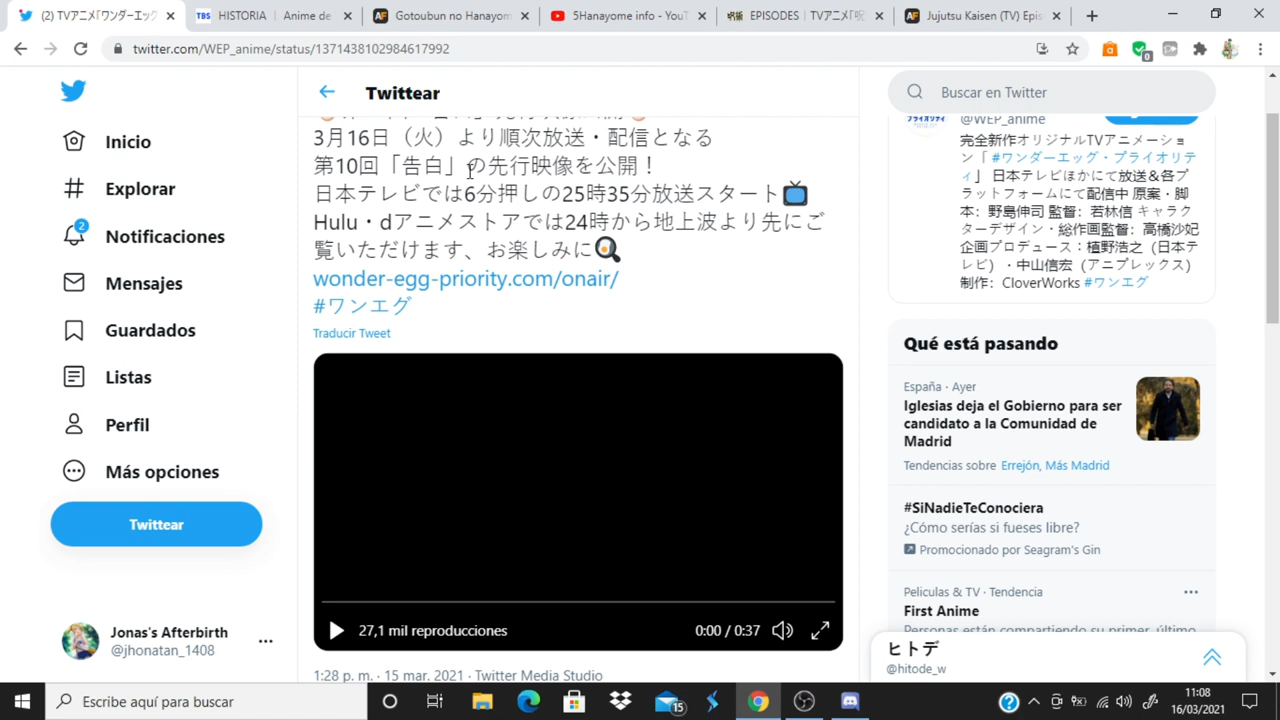 (2) TVアニメ「ワンダーエッグ
HISTORIA | Anime de
Gotoubun no Hanayom
5Hanayome info - YouT
EPISODES | TVアニメ「呪
Jujutsu Kaisen (TV) Epis
twitter.com/WEP_anime/status/1371438102984617992
Inicio
Explorar
2
Notificaciones
Mensajes
Guardados
Listas
Perfil
Más opciones
Twittear
Jonas's Afterbirth
@jhonatan_1408
Twittear
3月16日（火）より順次放送・配信となる
第10回「告白」の先行映像を公開！
日本テレビでは6分押しの25時35分放送スタート📺
Hulu・dアニメストアでは24時から地上波より先にご
覧いただけます、お楽しみに🍳
wonder-egg-priority.com/onair/
#ワンエグ
Traducir Tweet
27,1 mil reproducciones
0:00 / 0:37
1:28 p. m. · 15 mar. 2021 · Twitter Media Studio
Buscar en Twitter
@WEP_anime
完全新作オリジナルTVアニメーショ
ン「 #ワンダーエッグ・プライオリテ
ィ」 日本テレビほかにて放送＆各プ
ラットフォームにて配信中 原案・脚
本：野島伸司 監督：若林信 キャラク
ターデザイン・総作画監督：高橋沙妃
企画プロデュース：植野浩之（日本テ
レビ）・中山信宏（アニプレックス）
制作：CloverWorks #ワンエグ
Qué está pasando
España · Ayer
Iglesias deja el Gobierno para ser
candidato a la Comunidad de
Madrid
Tendencias sobre Errejón, Más Madrid
#SiNadieTeConociera
¿Cómo serías si fueses libre?
Promocionado por Seagram's Gin
Peliculas & TV · Tendencia
First Anime
Personas están compartiendo su primer, último
ヒトデ
@hitode_w
Escribe aquí para buscar
15
11:08
16/03/2021